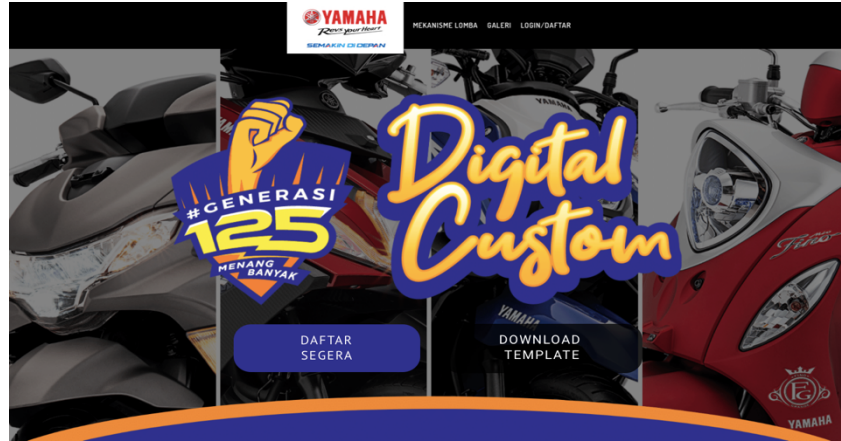 YAMAHA
Revs Your Heart
SEMAKIN DI DEPAN
MEKANISME LOMBA GALERI LOGIN/DAFTAR
#GENERASI
125
MENANG
BANYAK
Digital
Custom
YAMAHA
YAMAHA
Fino
FG
YAMAHA
DAFTAR
SEGERA
DOWNLOAD
TEMPLATE